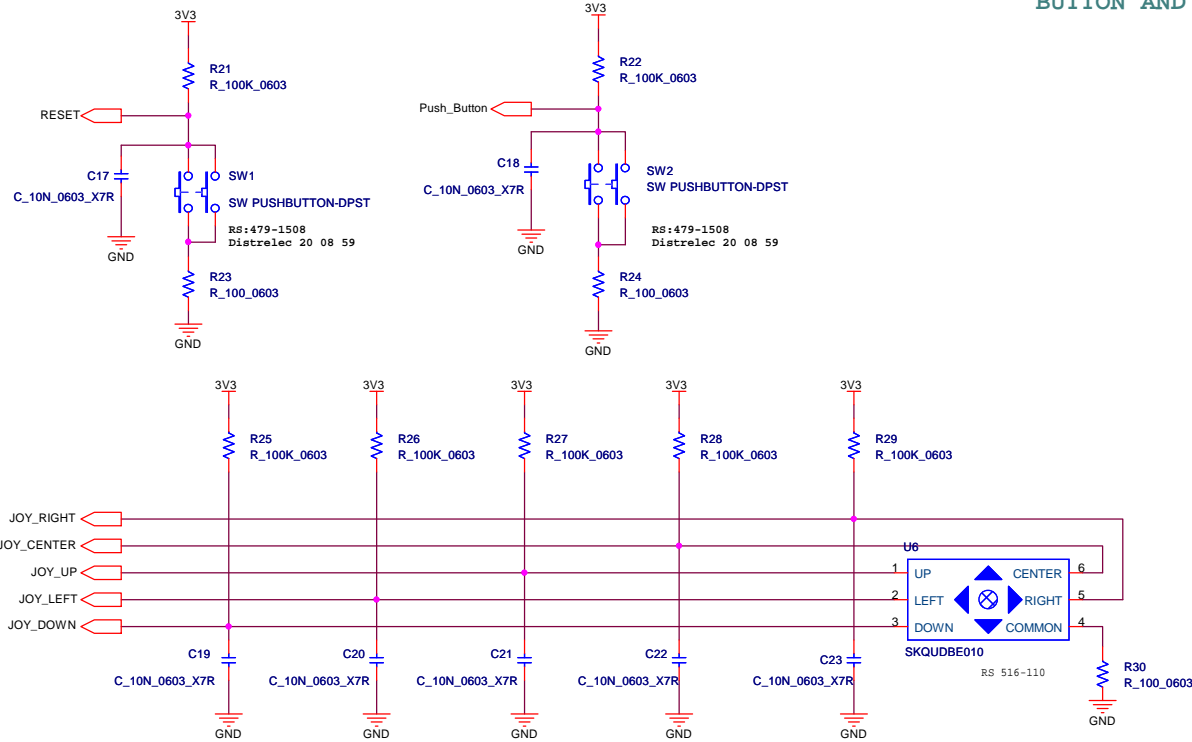 BUTTON AND
3V3
R21
R_100K_0603
RESET
C17
C_10N_0603_X7R
GND
SW1
SW PUSHBUTTON-DPST
RS:479-1508
Distrelec 20 08 59
R23
R_100_0603
GND
3V3
R22
R_100K_0603
Push_Button
C18
C_10N_0603_X7R
GND
SW2
SW PUSHBUTTON-DPST
RS:479-1508
Distrelec 20 08 59
R24
R_100_0603
GND
3V3
3V3
3V3
3V3
3V3
R25
R_100K_0603
R26
R_100K_0603
R27
R_100K_0603
R28
R_100K_0603
R29
R_100K_0603
JOY_RIGHT
JOY_CENTER
JOY_UP
JOY_LEFT
JOY_DOWN
U6
1 UP CENTER 6
2 LEFT RIGHT 5
3 DOWN COMMON 4
SKQUDBE010
RS 516-110
R30
R_100_0603
GND
C19
C_10N_0603_X7R
C20
C_10N_0603_X7R
C21
C_10N_0603_X7R
C22
C_10N_0603_X7R
C23
C_10N_0603_X7R
GND
GND
GND
GND
GND